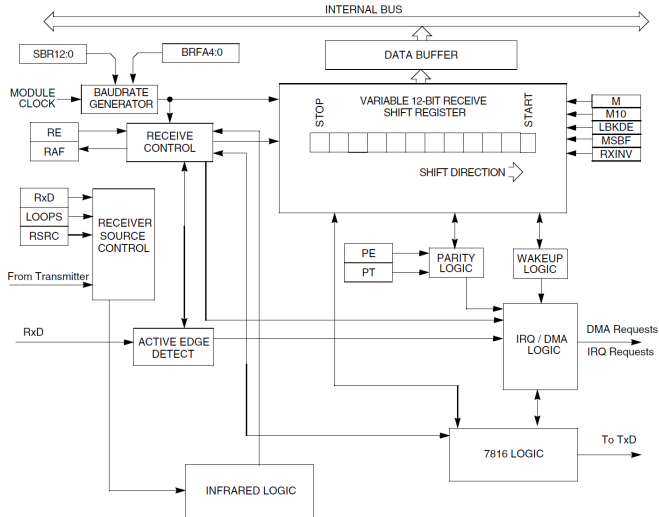 INTERNAL BUS
SBR12:0
BRFA4:0
DATA BUFFER
MODULE
CLOCK
BAUDRATE
GENERATOR
STOP
VARIABLE 12-BIT RECEIVE
SHIFT REGISTER
START
M
M10
LBKDE
MSBF
RXINV
RE
RAF
RECEIVE
CONTROL
SHIFT DIRECTION
RxD
LOOPS
RSRC
RECEIVER
SOURCE
CONTROL
From Transmitter
PE
PT
PARITY
LOGIC
WAKEUP
LOGIC
RxD
ACTIVE EDGE
DETECT
IRQ / DMA
LOGIC
DMA Requests
IRQ Requests
7816 LOGIC
To TxD
INFRARED LOGIC